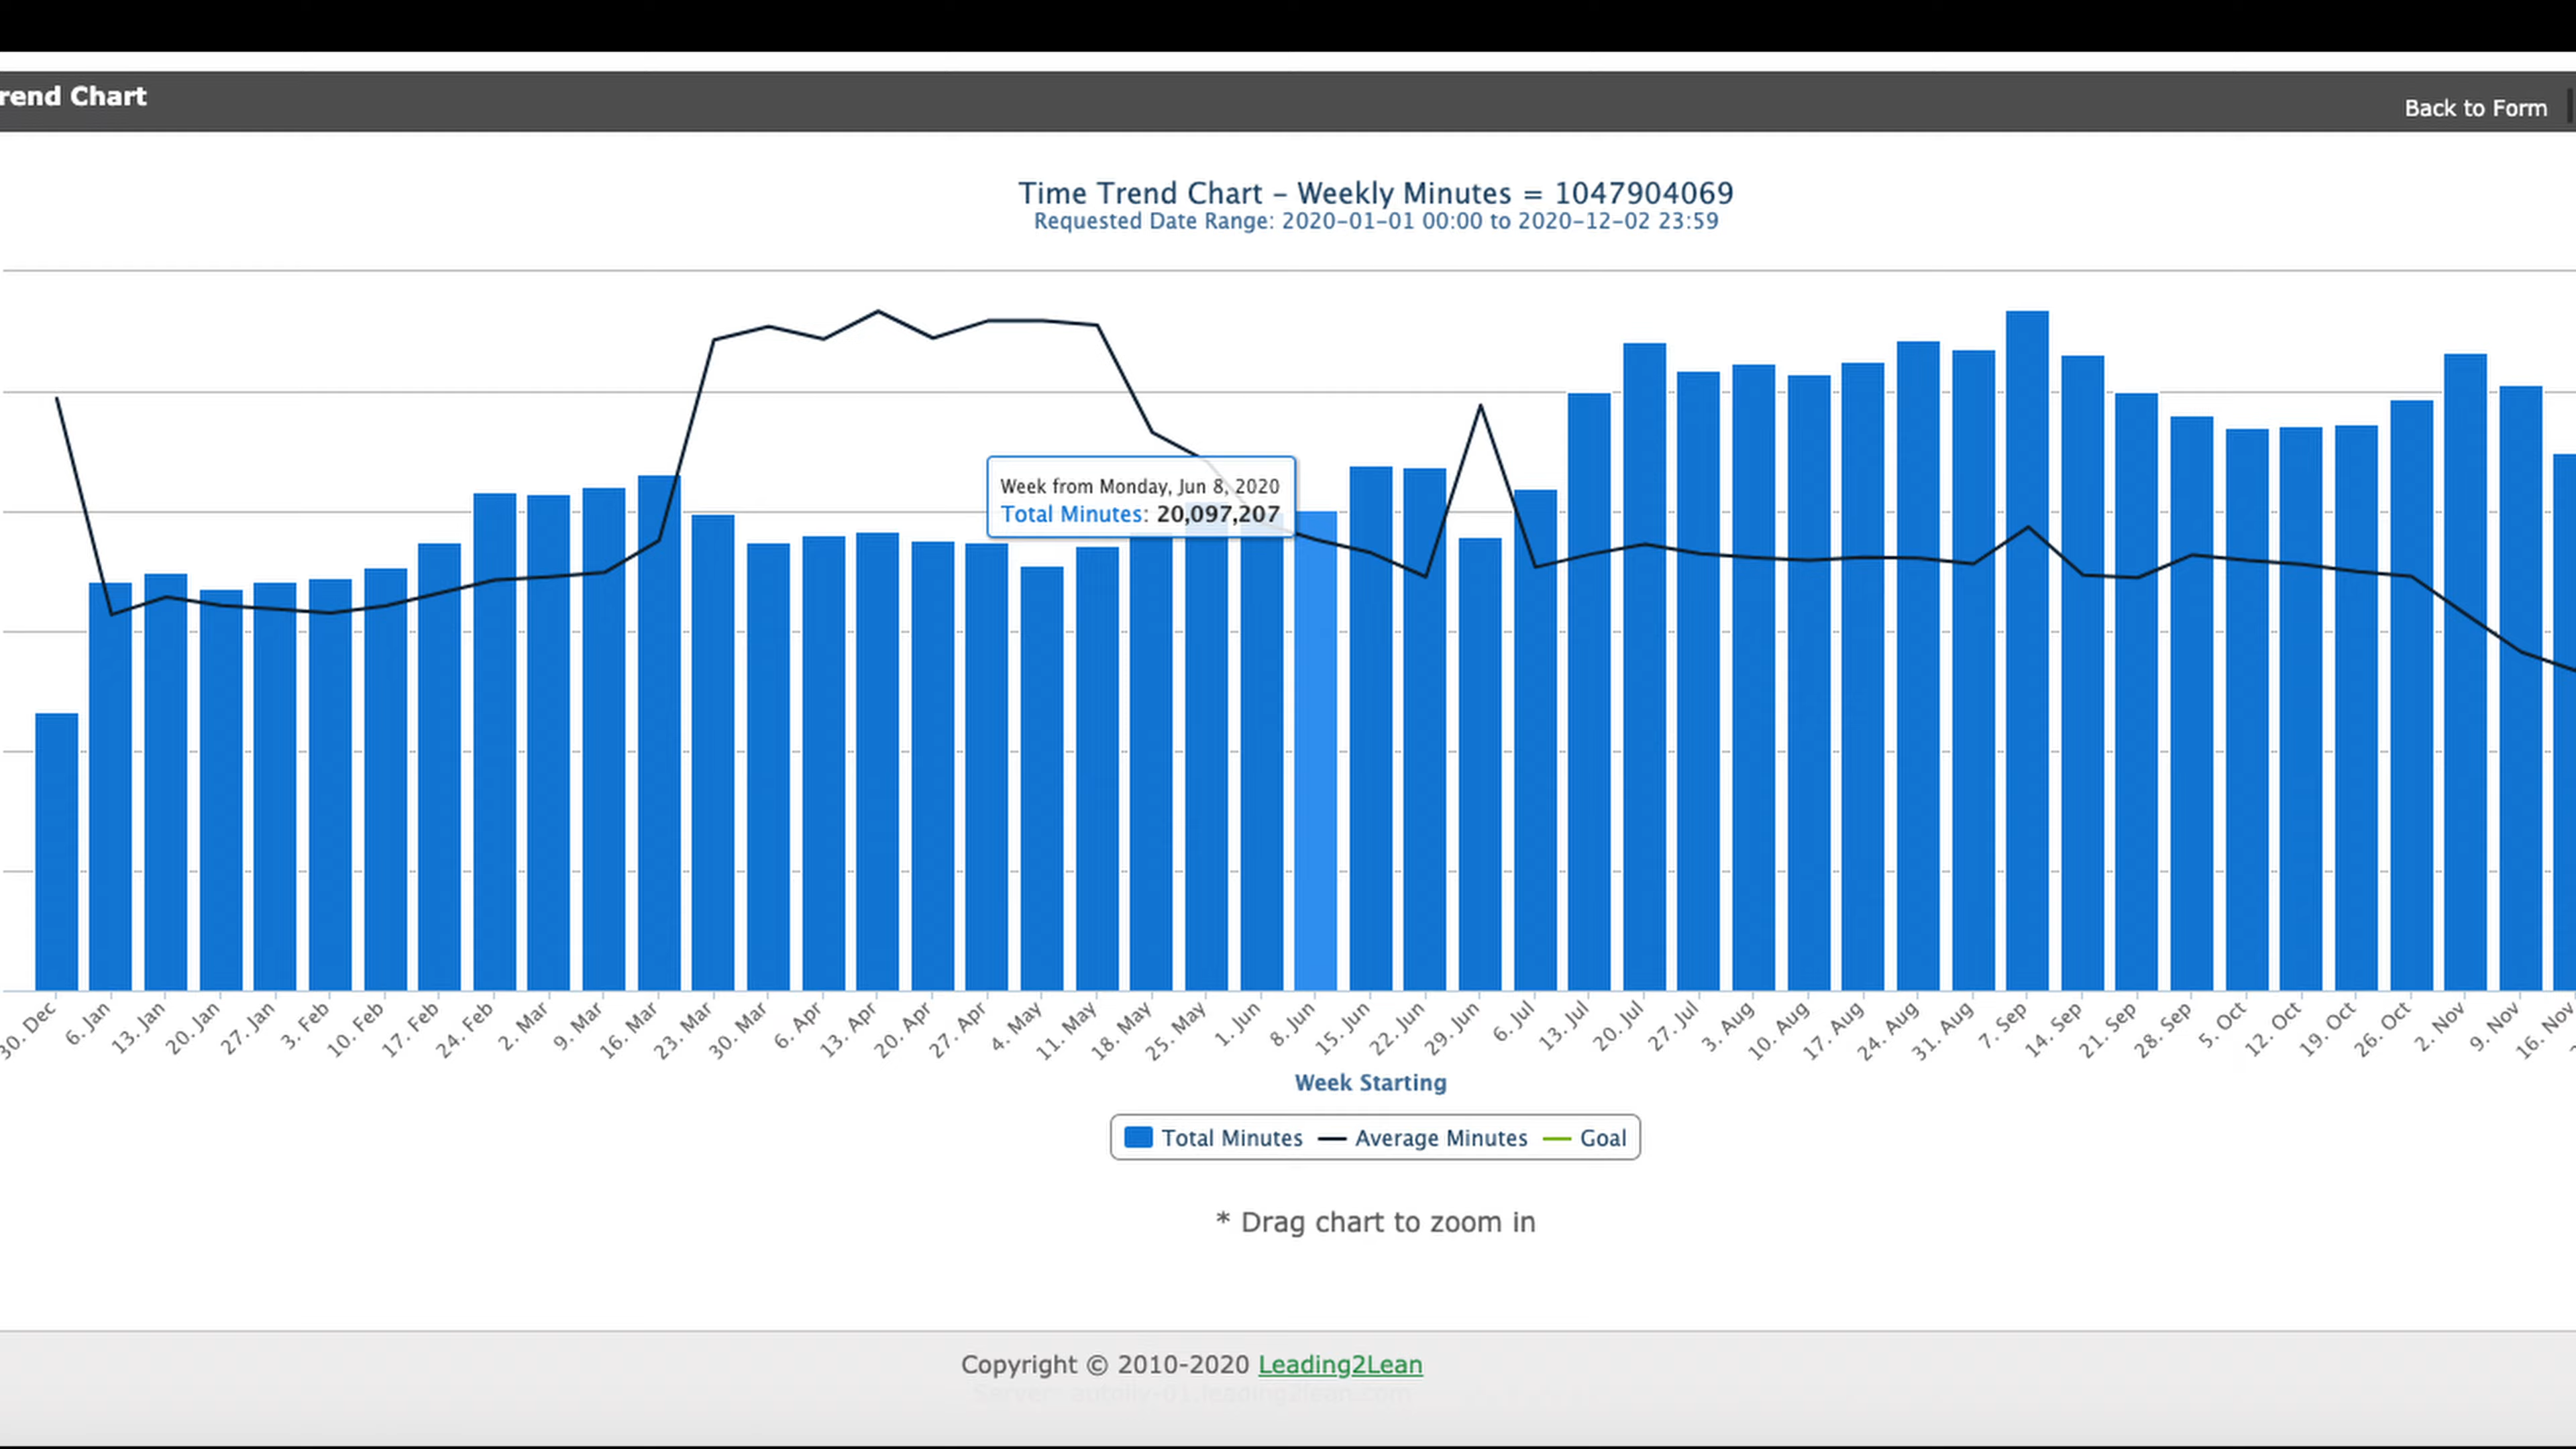 rend Chart
Back to Form
Time Trend Chart – Weekly Minutes = 1047904069
Requested Date Range: 2020-01-01 00:00 to 2020-12-02 23:59
Week from Monday, Jun 8, 2020
Total Minutes: 20,097,207
30. Dec
6. Jan
13. Jan
20. Jan
27. Jan
3. Feb
10. Feb
17. Feb
24. Feb
2. Mar
9. Mar
16. Mar
23. Mar
30. Mar
6. Apr
13. Apr
20. Apr
27. Apr
4. May
11. May
18. May
25. May
1. Jun
8. Jun
15. Jun
22. Jun
29. Jun
6. Jul
13. Jul
20. Jul
27. Jul
3. Aug
10. Aug
17. Aug
24. Aug
31. Aug
7. Sep
14. Sep
21. Sep
28. Sep
5. Oct
12. Oct
19. Oct
26. Oct
2. Nov
9. Nov
16. Nov
Week Starting
Total Minutes Average Minutes Goal
* Drag chart to zoom in
Copyright © 2010-2020 Leading2Lean